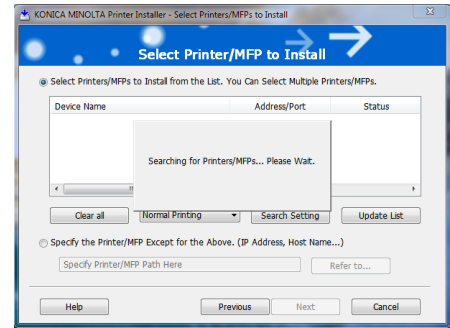 KONICA MINOLTA Printer Installer - Select Printers/MFPs to Install
Select Printer/MFP to Install
Select Printers/MFPs to Install from the List. You Can Select Multiple Printers/MFPs.
Device Name Address/Port Status
Searching for Printers/MFPs... Please Wait.
Clear all Normal Printing Search Setting Update List
Specify the Printer/MFP Except for the Above. (IP Address, Host Name...)
Specify Printer/MFP Path Here Refer to...
Help Previous Next Cancel